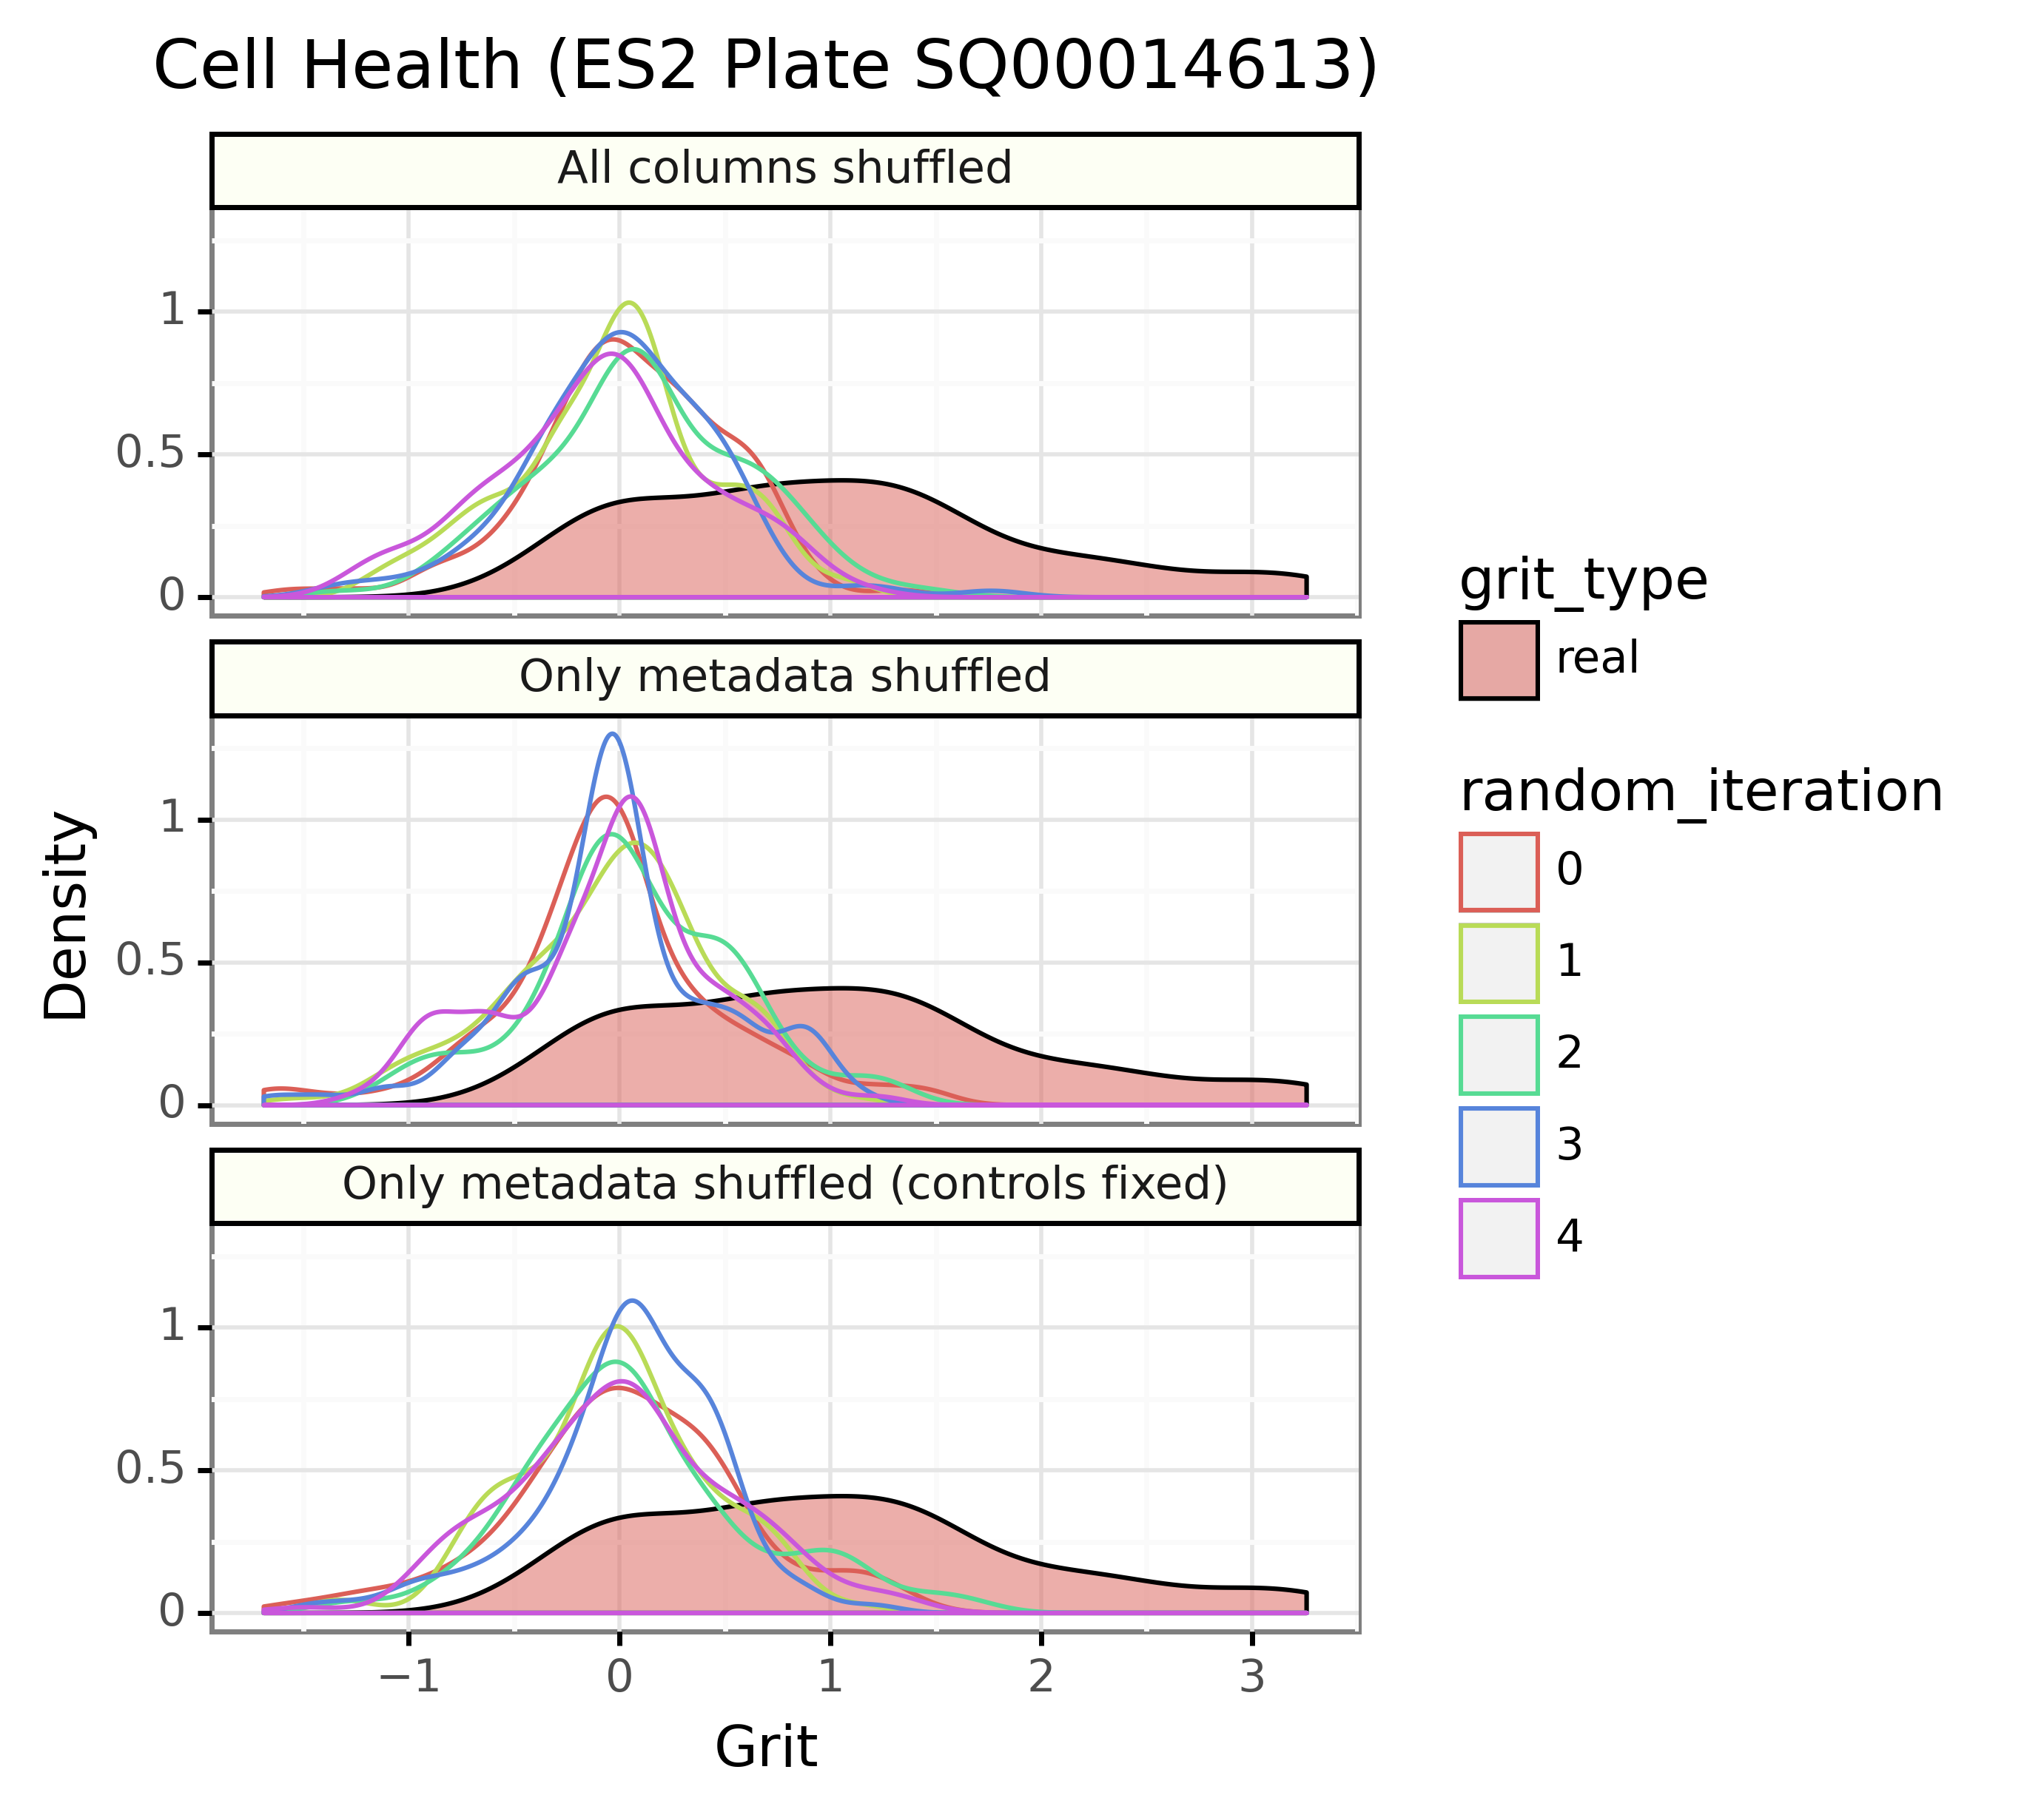 Cell Health (ES2 Plate SQ00014613)
All columns shuffled
1
0.5
0
Only metadata shuffled
1
0.5
0
Only metadata shuffled (controls fixed)
1
0.5
0
−1 0 1 2 3
Grit
Density
grit_type
real
random_iteration
0
1
2
3
4